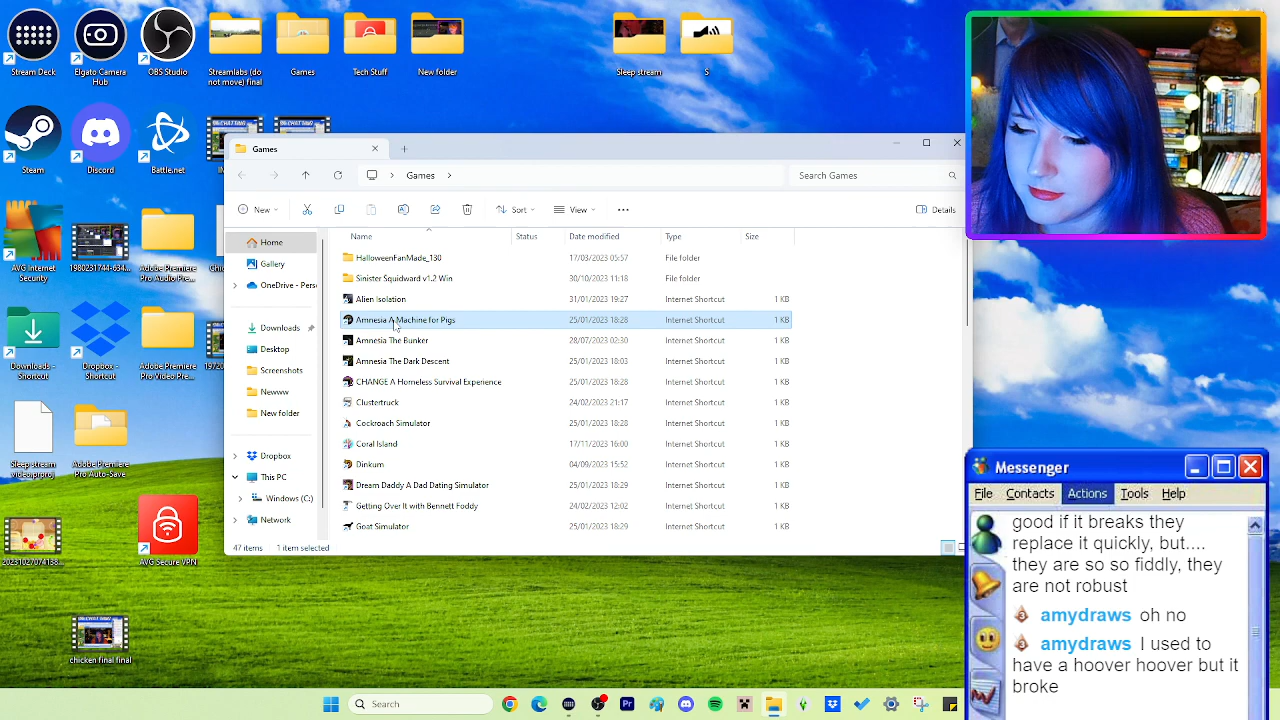 Stream Deck
Elgato Camera
Hub
OBS Studio
Streamlabs (do
not move) final
Games
Tech Stuff
New folder
Sleep stream
S
Steam
Discord
Battle.net
AVG Internet
Security
1980231744-634...
Adobe Premiere
Pro Audio Pre...
Downloads -
Shortcut
Dropbox -
Shortcut
Adobe Premiere
Pro Video Pre...
Sleep stream
video.prproj
Adobe Premiere
Pro Auto-Save
20231027074138...
AVG Secure VPN
chicken final final
Games
Games
Search Games
New
Sort
View
Details
Home
Gallery
OneDrive - Pers
Downloads
Desktop
Screenshots
Newww
New folder
Dropbox
This PC
Windows (C:)
Network
Name Status Date modified Type Size
HalloweenFanMade_130 17/03/2023 05:57 File folder
Sinister Squidward v1.2 Win 30/10/2023 11:18 File folder
Alien Isolation 31/01/2023 19:27 Internet Shortcut 1 KB
Amnesia A Machine for Pigs 25/01/2023 18:28 Internet Shortcut 1 KB
Amnesia The Bunker 28/07/2023 02:30 Internet Shortcut 1 KB
Amnesia The Dark Descent 25/01/2023 18:03 Internet Shortcut 1 KB
CHANGE A Homeless Survival Experience 25/01/2023 18:28 Internet Shortcut 1 KB
Clustertruck 24/02/2023 21:17 Internet Shortcut 1 KB
Cockroach Simulator 25/01/2023 18:28 Internet Shortcut 1 KB
Coral Island 17/11/2023 16:00 Internet Shortcut 1 KB
Dinkum 04/09/2023 15:52 Internet Shortcut 1 KB
Dream Daddy A Dad Dating Simulator 25/01/2023 18:28 Internet Shortcut 1 KB
Getting Over It with Bennett Foddy 24/02/2023 12:02 Internet Shortcut 1 KB
Goat Simulator 25/01/2023 18:29 Internet Shortcut 1 KB
47 items 1 item selected
Messenger
File Contacts Actions Tools Help
good if it breaks they
replace it quickly, but....
they are so so fiddly, they
are not robust
amydraws oh no
amydraws I used to
have a hoover hoover but it
broke
Search